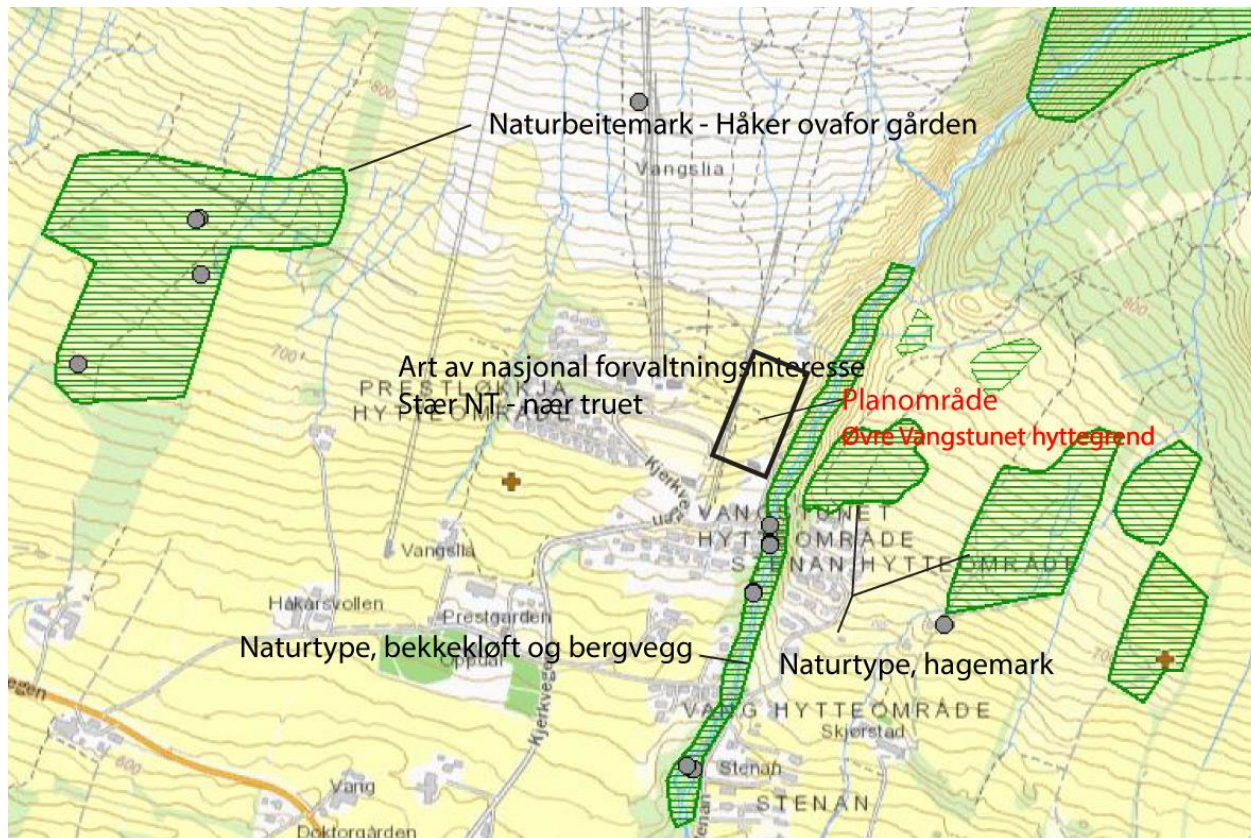 800
Naturbeitemark - Håker ovafor gården
Vangslia
800
700
Art av nasjonal forvaltningsinteresse
Stær NT - nær truet
PRESTLØKKJA
HYTTEOMRÅDE
Planområde
Øvre Vangstunet hyttegrend
Kjerkvegen
VANGSTUNET
HYTTEOMRÅDE
STENAN HYTTEOMRÅDE
Vangslia
Håkårsvollen
Prestgarden
Oppdal
Naturtype, bekkekløft og bergvegg
Naturtype, hagemark
700
Kjerkvegen
VANG HYTTEOMRÅDE
Skjørstad
600
Vang
Stenan
STENAN
Dokforgården